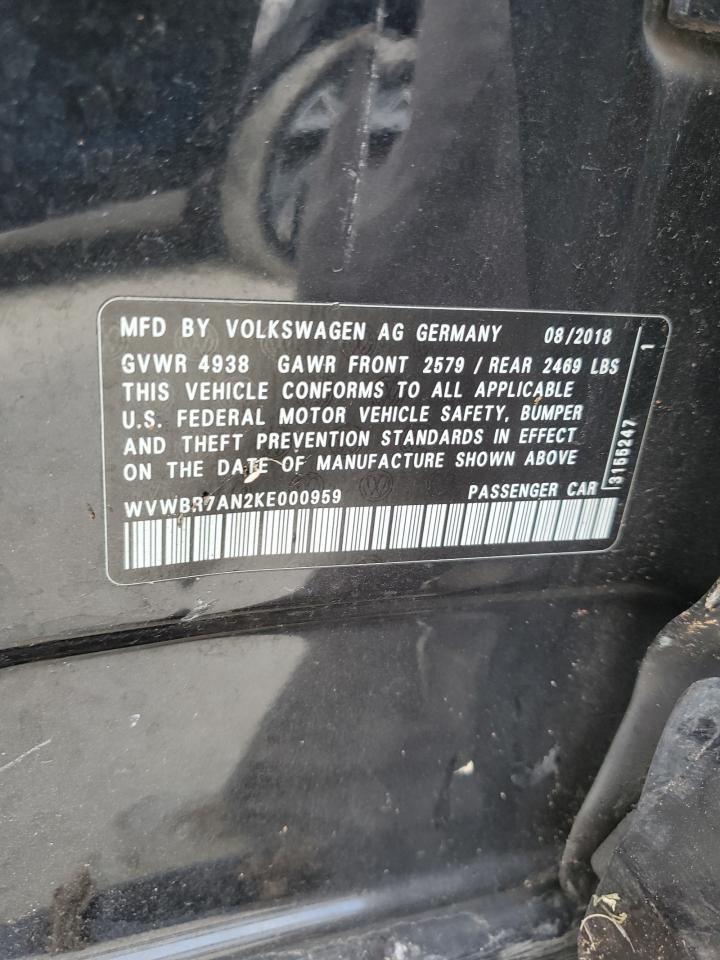 MFD BY VOLKSWAGEN AG GERMANY 08/2018
GVWR 4938 GAWR FRONT 2579 / REAR 2469 LBS
THIS VEHICLE CONFORMS TO ALL APPLICABLE
U.S. FEDERAL MOTOR VEHICLE SAFETY, BUMPER
AND THEFT PREVENTION STANDARDS IN EFFECT
ON THE DATE OF MANUFACTURE SHOWN ABOVE
WVWBR7AN2KE000959 PASSENGER CAR
3156247 1